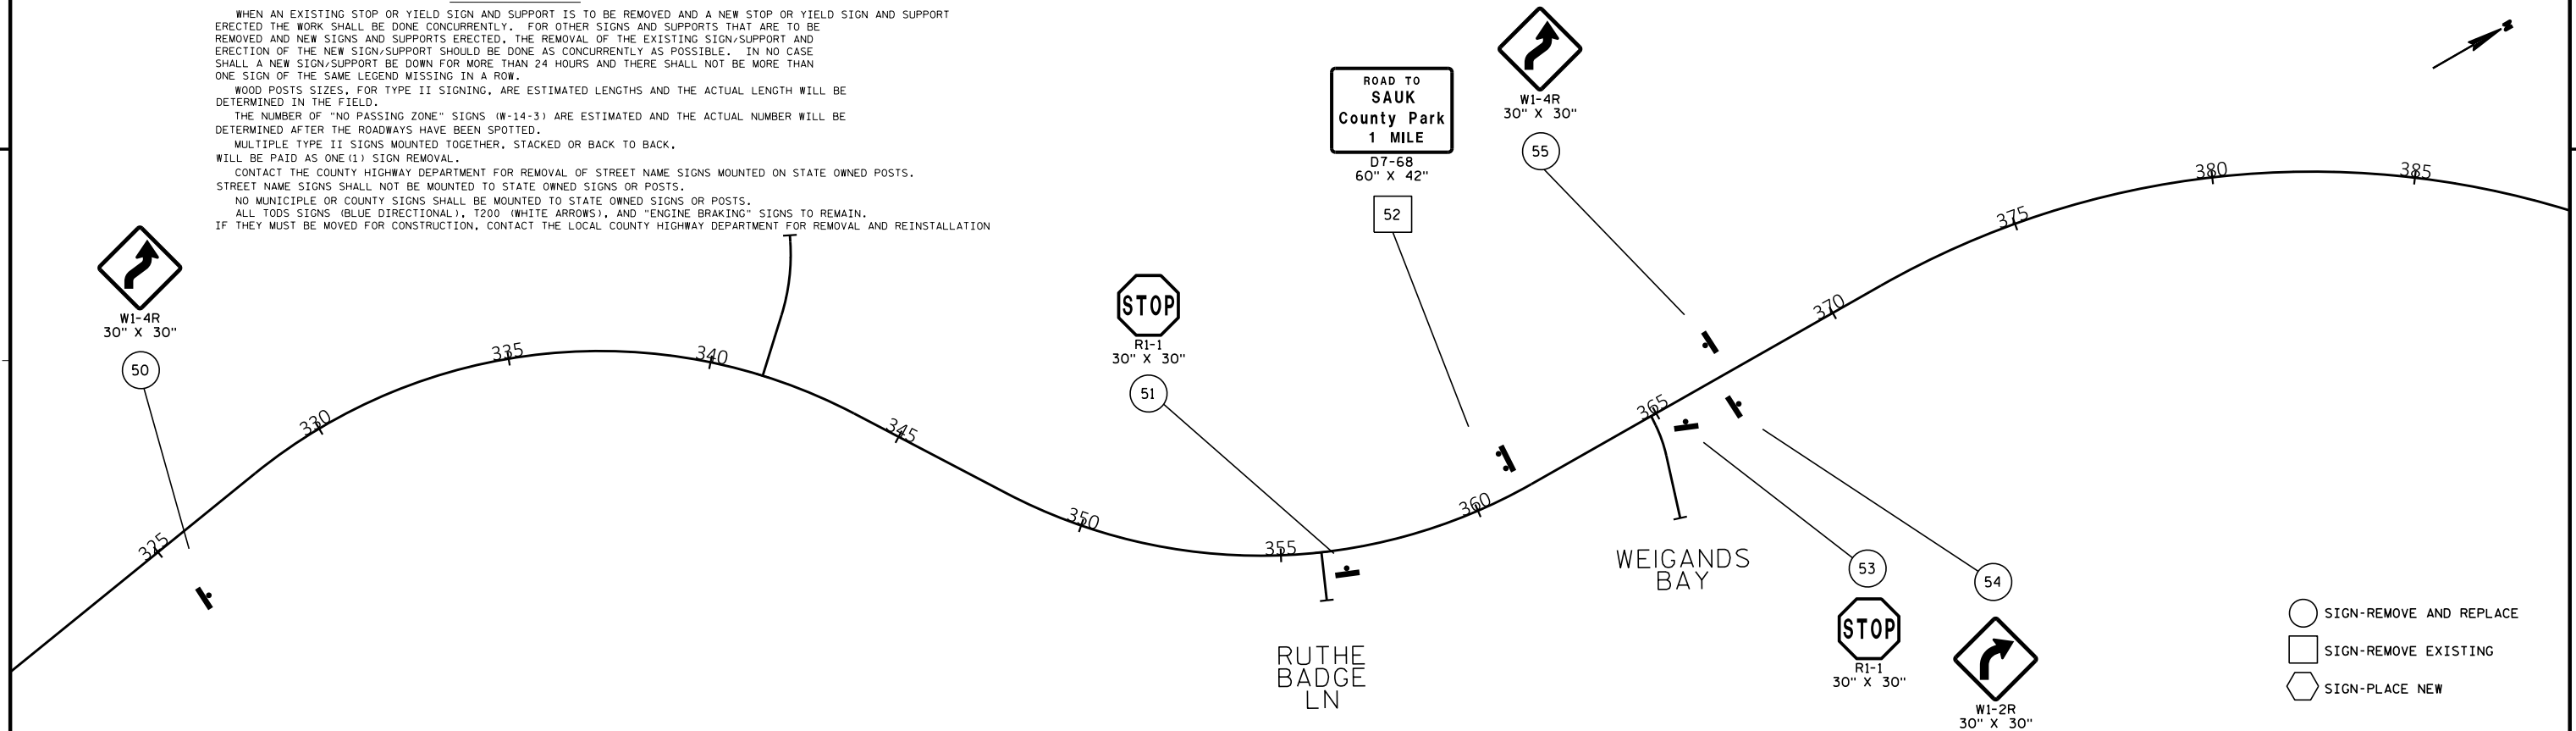 WHEN AN EXISTING STOP OR YIELD SIGN AND SUPPORT IS TO BE REMOVED AND A NEW STOP OR YIELD SIGN AND SUPPORT
ERECTED THE WORK SHALL BE DONE CONCURRENTLY. FOR OTHER SIGNS AND SUPPORTS THAT ARE TO BE
REMOVED AND NEW SIGNS AND SUPPORTS ERECTED, THE REMOVAL OF THE EXISTING SIGN/SUPPORT AND
ERECTION OF THE NEW SIGN/SUPPORT SHOULD BE DONE AS CONCURRENTLY AS POSSIBLE. IN NO CASE
SHALL A NEW SIGN/SUPPORT BE DOWN FOR MORE THAN 24 HOURS AND THERE SHALL NOT BE MORE THAN
ONE SIGN OF THE SAME LEGEND MISSING IN A ROW.
WOOD POSTS SIZES, FOR TYPE II SIGNING, ARE ESTIMATED LENGTHS AND THE ACTUAL LENGTH WILL BE
DETERMINED IN THE FIELD.
THE NUMBER OF "NO PASSING ZONE" SIGNS (W-14-3) ARE ESTIMATED AND THE ACTUAL NUMBER WILL BE
DETERMINED AFTER THE ROADWAYS HAVE BEEN SPOTTED.
MULTIPLE TYPE II SIGNS MOUNTED TOGETHER, STACKED OR BACK TO BACK,
WILL BE PAID AS ONE (1) SIGN REMOVAL.
CONTACT THE COUNTY HIGHWAY DEPARTMENT FOR REMOVAL OF STREET NAME SIGNS MOUNTED ON STATE OWNED POSTS.
STREET NAME SIGNS SHALL NOT BE MOUNTED TO STATE OWNED SIGNS OR POSTS.
NO MUNICIPLE OR COUNTY SIGNS SHALL BE MOUNTED TO STATE OWNED SIGNS OR POSTS.
ALL TODS SIGNS (BLUE DIRECTIONAL), T200 (WHITE ARROWS), AND "ENGINE BRAKING" SIGNS TO REMAIN.
IF THEY MUST BE MOVED FOR CONSTRUCTION, CONTACT THE LOCAL COUNTY HIGHWAY DEPARTMENT FOR REMOVAL AND REINSTALLATION
N
W1-4R
30" X 30"
50
STOP
R1-1
30" X 30"
51
ROAD TO
SAUK
County Park
1 MILE
D7-68
60" X 42"
52
W1-4R
30" X 30"
55
325
330
335
340
345
350
355
360
365
370
375
380
385
RUTHE
BADGE
LN
WEIGANDS
BAY
53
STOP
R1-1
30" X 30"
54
W1-2R
30" X 30"
SIGN-REMOVE AND REPLACE
SIGN-REMOVE EXISTING
SIGN-PLACE NEW